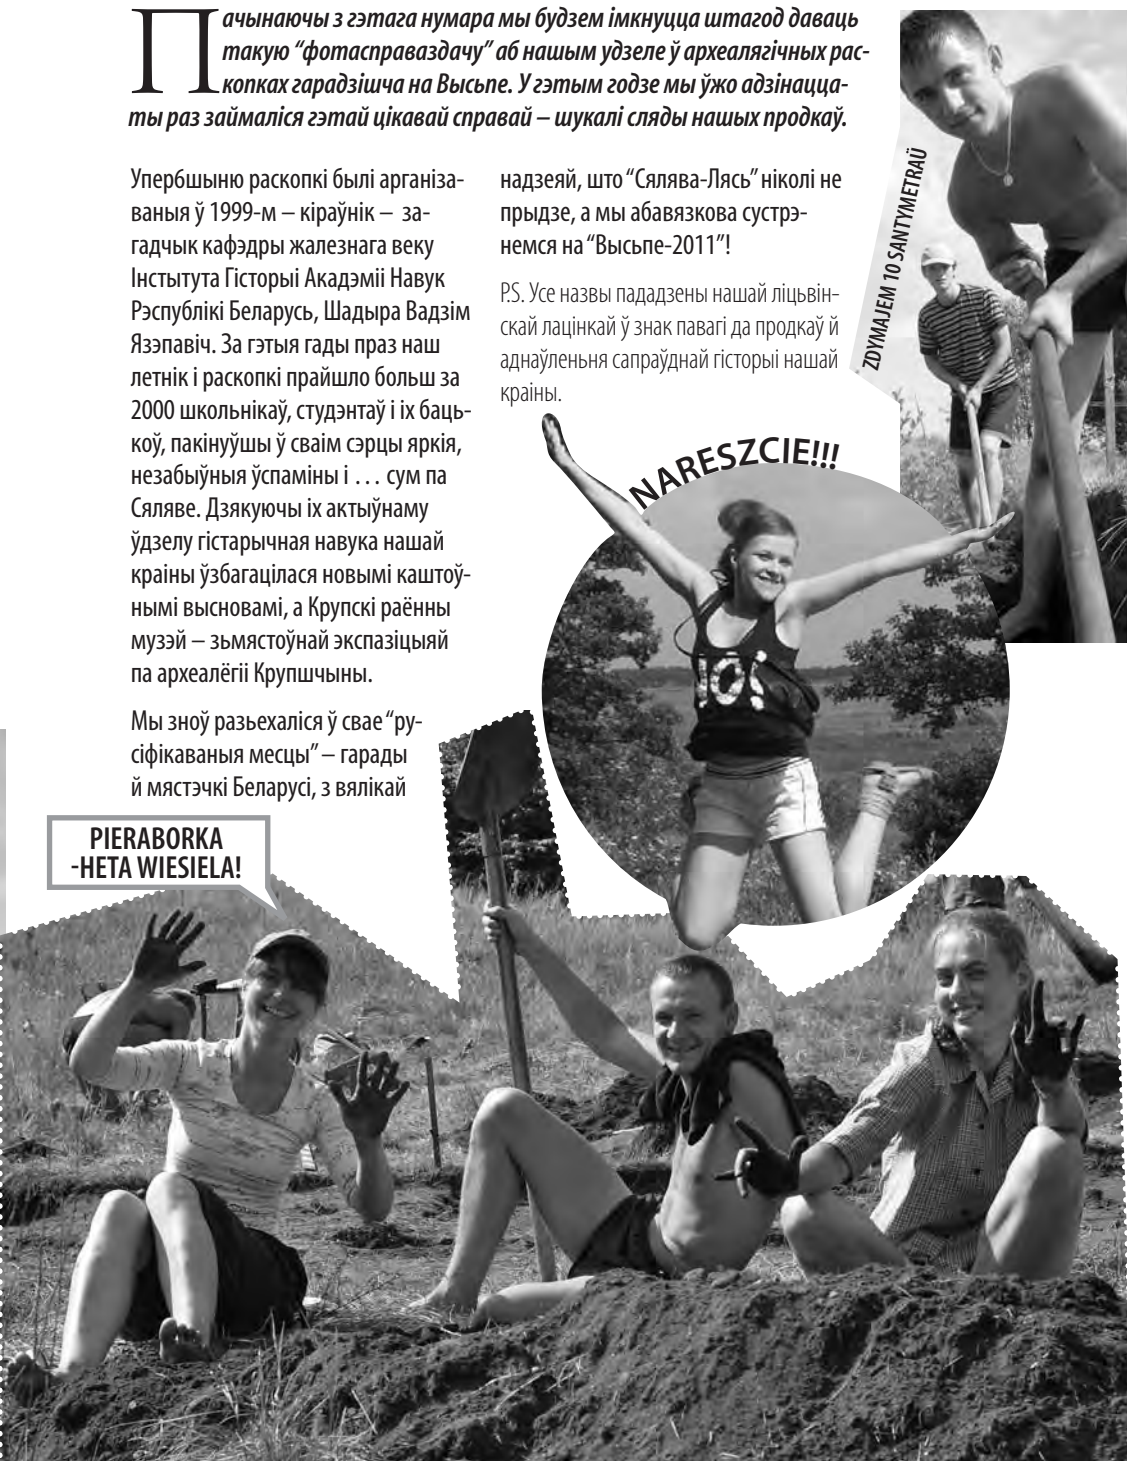 Пачынаючы з гэтага нумара мы будзем імкнуцца штагод даваць
такую “фотасправаздачу” аб нашым удзеле ў археалягічных рас-
копках гарадзішча на Высьпе. У гэтым годзе мы ўжо адзінацца-
ты раз займаліся гэтай цікавай справай – шукалі сляды нашых продкаў.
Упербшыню раскопкі былі арганіза-
ваныя ў 1999-м – кіраўнік – за-
гадчык кафэдры жалезнага веку
Інстытута Гісторыі Акадэміі Навук
Рэспублікі Беларусь, Шадыра Вадзім
Язэпавіч. За гэтыя гады праз наш
летнік і раскопкі прайшло больш за
2000 школьнікаў, студэнтаў і іх баць-
коў, пакінуўшы ў сваім сэрцы яркія,
незабыўныя ўспаміны і … сум па
Сяляве. Дзякуючы іх актыўнаму
ўдзелу гістарычная навука нашай
краіны ўзбагацілася новымі каштоў-
нымі высновамі, а Крупскі раённы
музэй – зьмястоўнай экспазіцыяй
па археалёгіі Крупшчыны.
Мы зноў разьехаліся ў свае “ру-
сіфікаваныя месцы” – гарады
й мястэчкі Беларусі, з вялікай
надзеяй, што “Сялява-Лясь” ніколі не
прыдзе, а мы абавязкова сустрэ-
немся на “Высьпе-2011”!
P.S. Усе назвы пададзены нашай ліцьвін-
скай лацінкай ў знак павагі да продкаў й
аднаўленьня сапраўднай гісторыі нашай
краіны.
ZDYMAJEM 10 SANTYMETRAŬ
NARESZCIE!!!
PIERABORKA
-HETA WIESIELA!